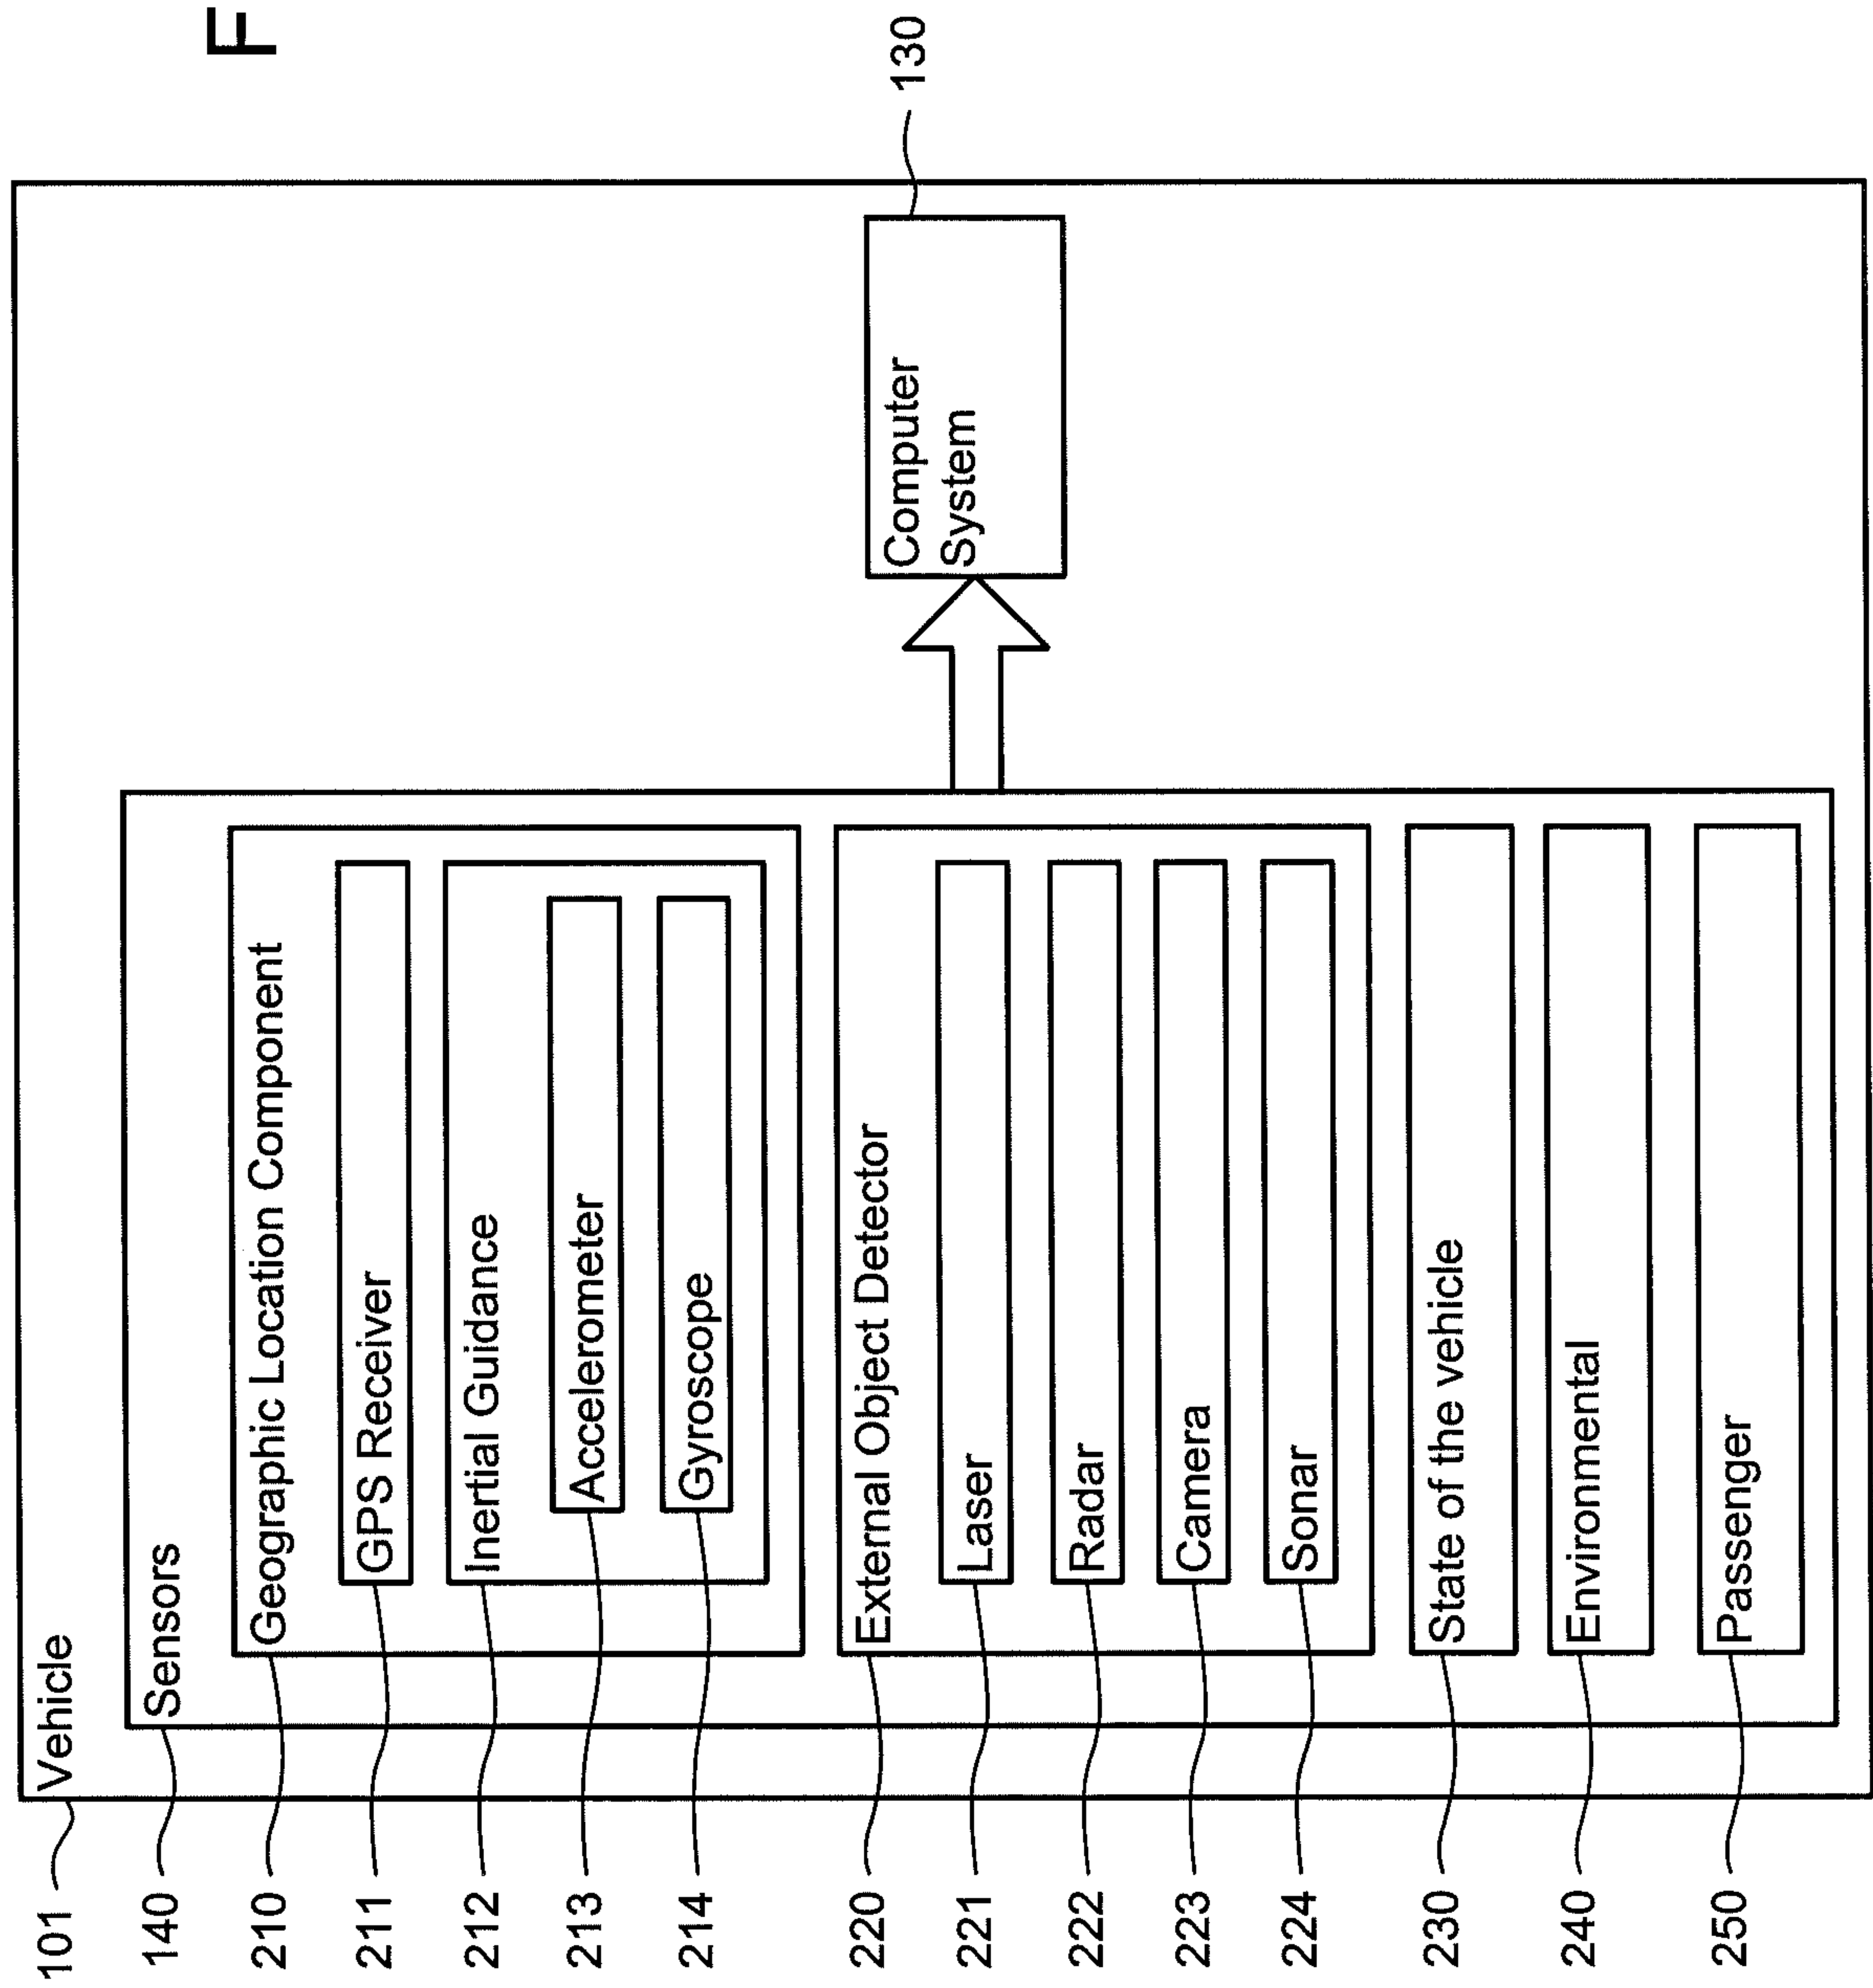 F
101
Vehicle
140
Sensors
210
Geographic Location Component
211
GPS Receiver
212
Inertial Guidance
213
Accelerometer
214
Gyroscope
220
External Object Detector
221
Laser
222
Radar
223
Camera
224
Sonar
230
State of the vehicle
240
Environmental
250
Passenger
Computer
System
130